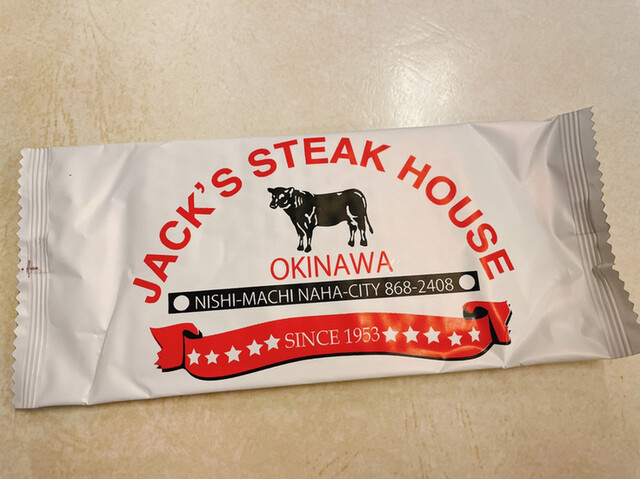 JACK'S STEAK HOUSE
OKINAWA
NISHI-MACHI NAHA-CITY 868-2408
SINCE 1953